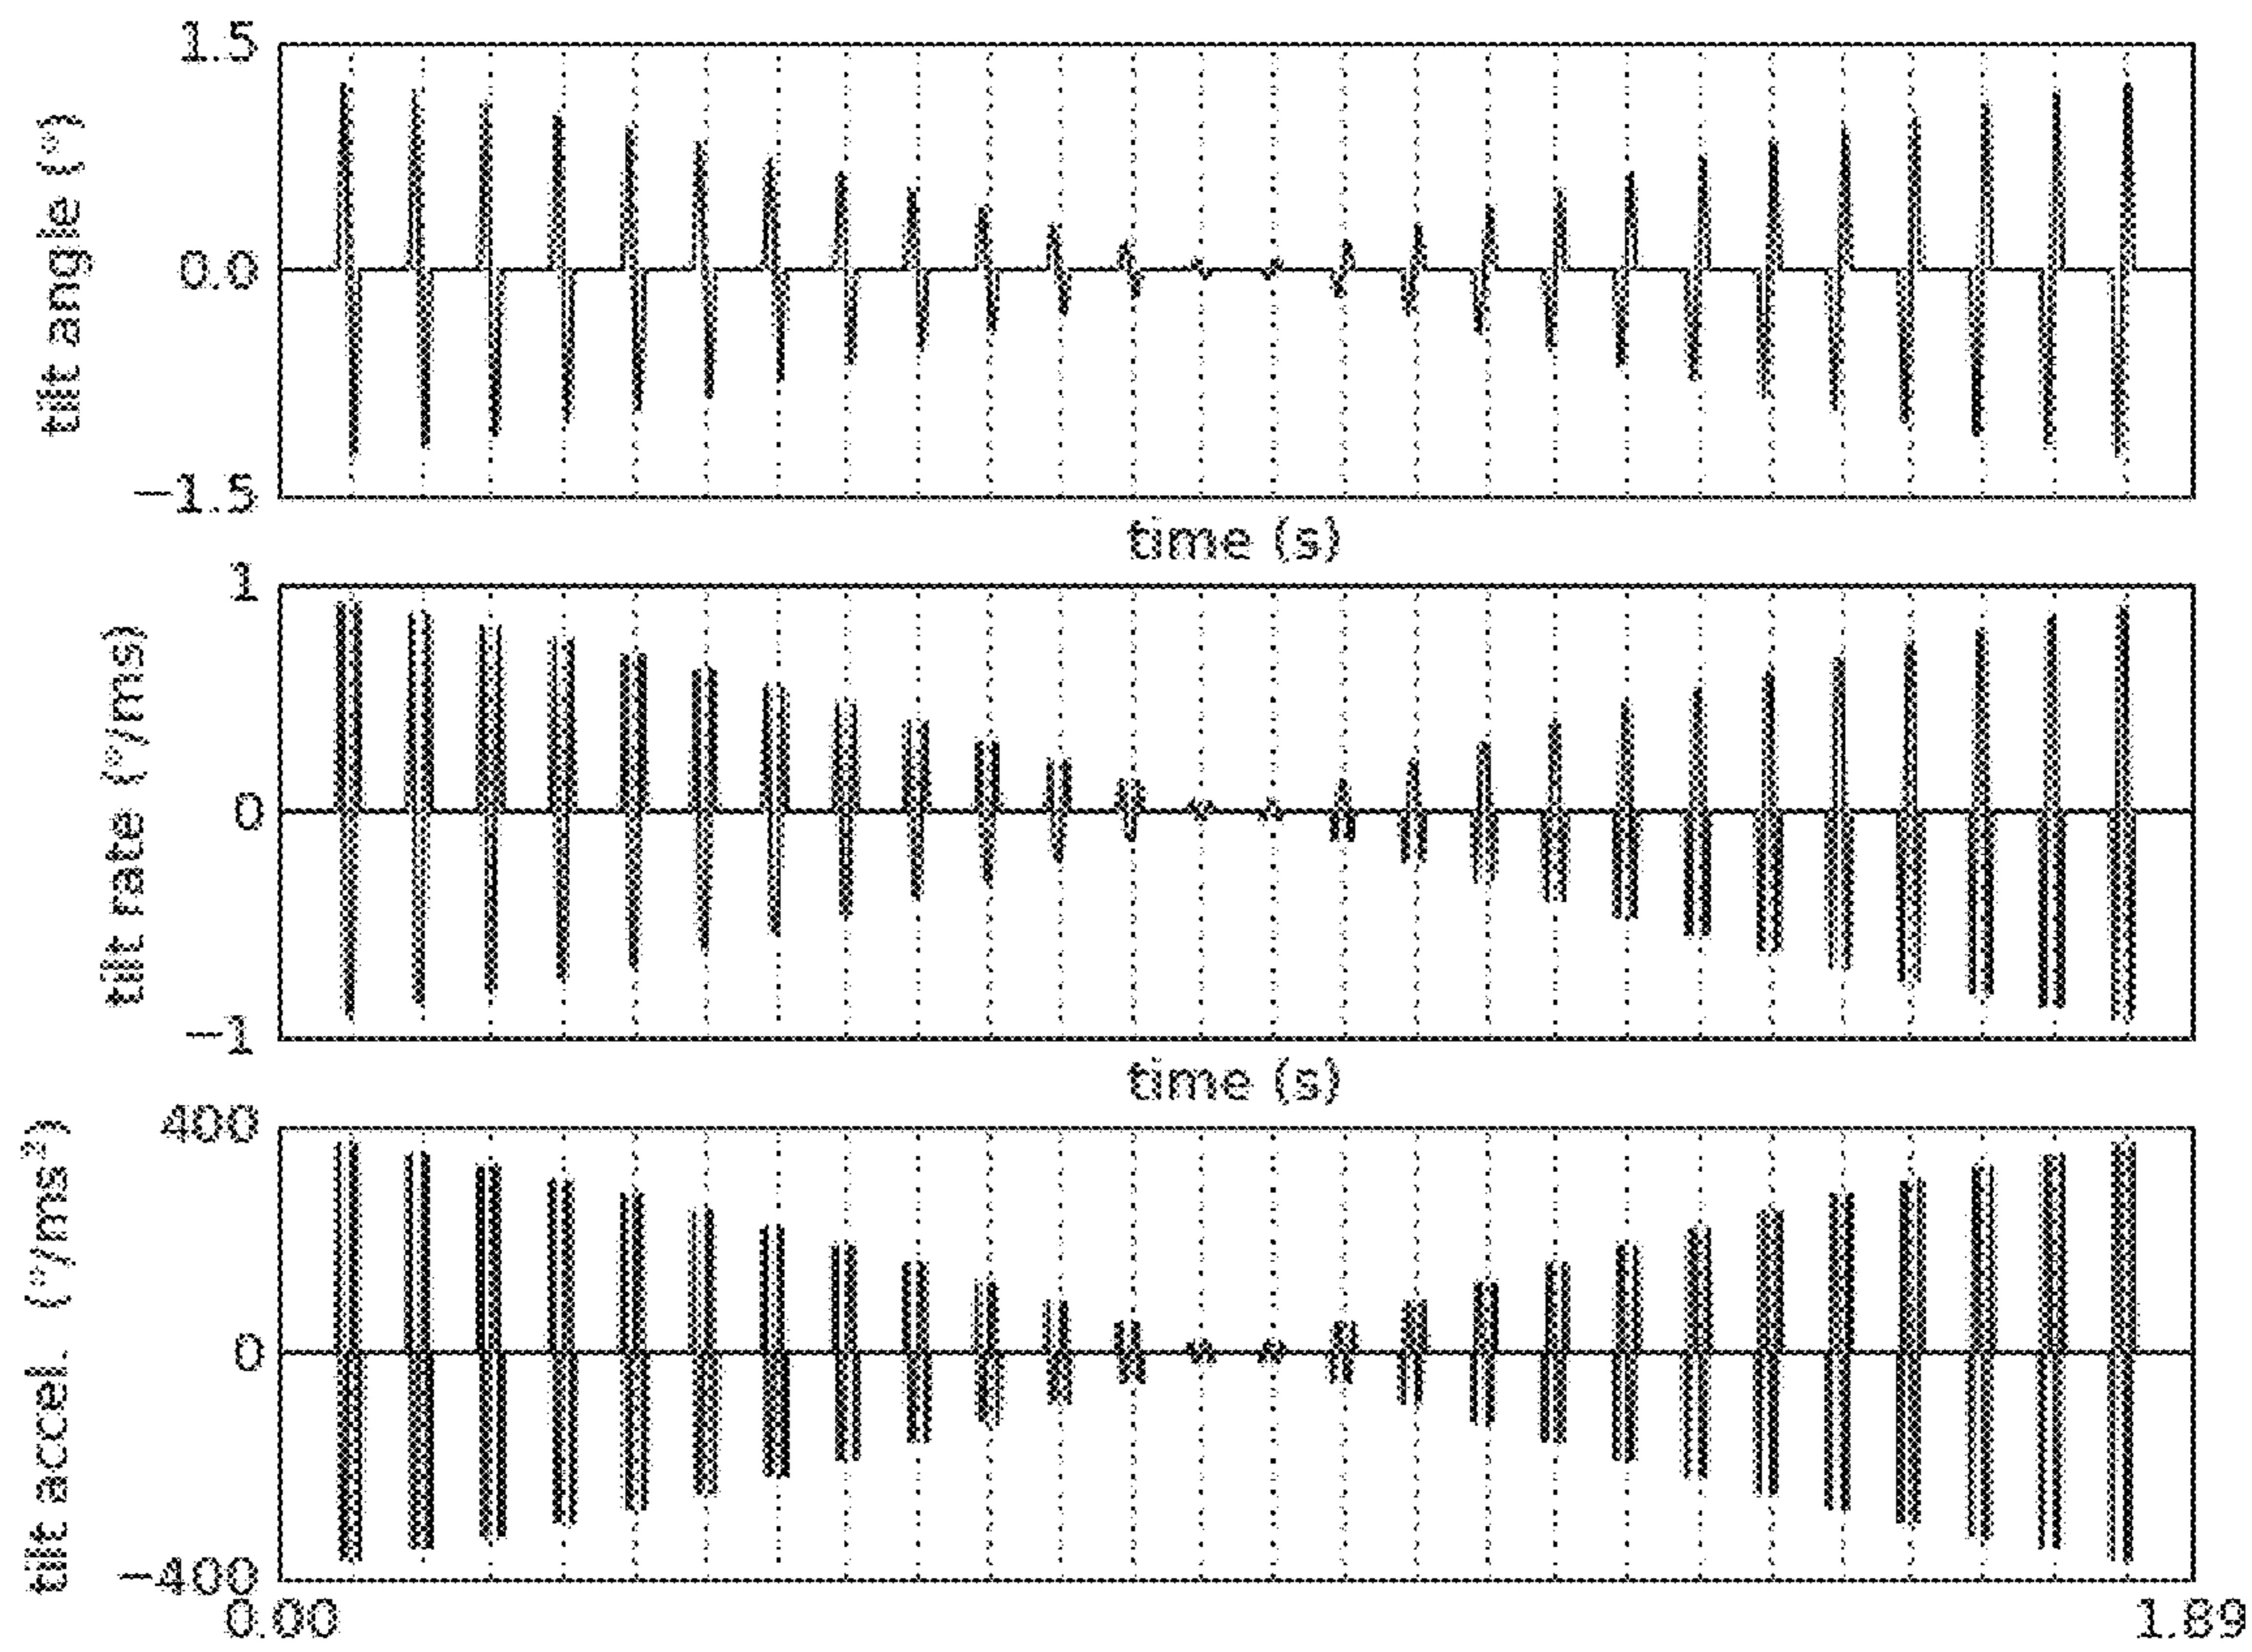 1.5
tilt angle (°)
0.0
−1.5
time (s)
1
tilt rate (°/ms)
0
−1
time (s)
400
tilt accel. (°/ms²)
0
−400
0.00
1.89